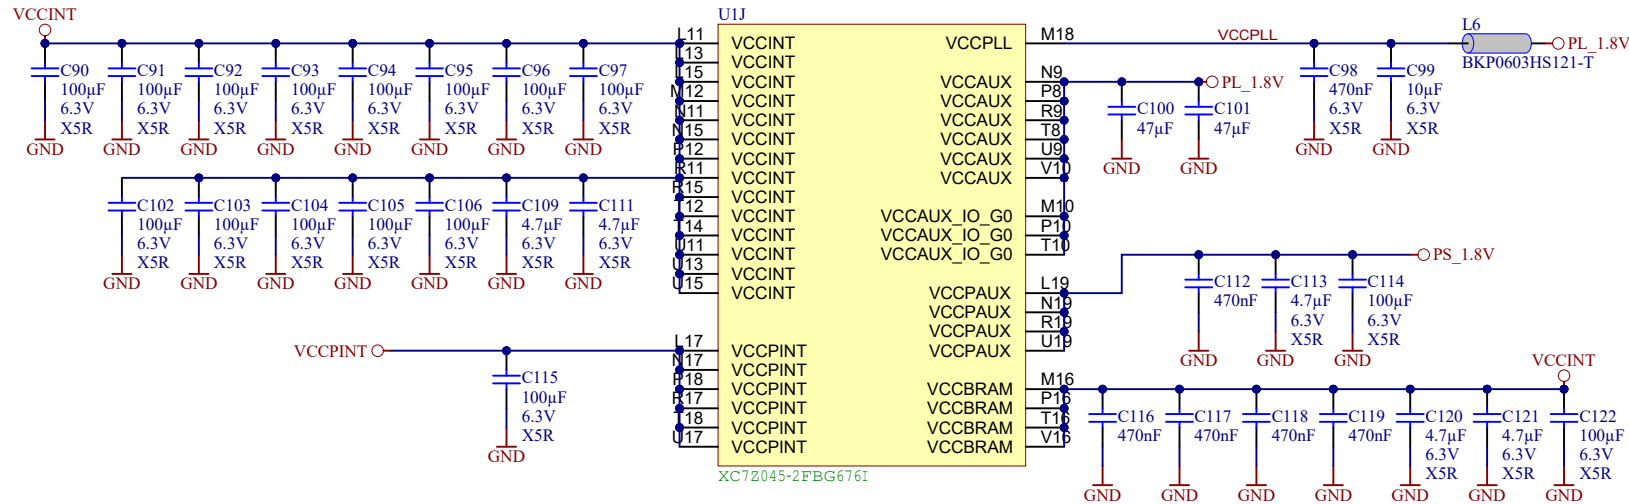 U1J
VCCINT
C90
100µF
6.3V
X5R
GND
C91
100µF
6.3V
X5R
GND
C92
100µF
6.3V
X5R
GND
C93
100µF
6.3V
X5R
GND
C94
100µF
6.3V
X5R
GND
C95
100µF
6.3V
X5R
GND
C96
100µF
6.3V
X5R
GND
C97
100µF
6.3V
X5R
GND
C102
100µF
6.3V
X5R
GND
C103
100µF
6.3V
X5R
GND
C104
100µF
6.3V
X5R
GND
C105
100µF
6.3V
X5R
GND
C106
100µF
6.3V
X5R
GND
C109
4.7µF
6.3V
X5R
GND
C111
4.7µF
6.3V
X5R
GND
VCCPINT
C115
100µF
6.3V
X5R
GND
L11 VCCINT
L13 VCCINT
L15 VCCINT
M12 VCCINT
N11 VCCINT
N15 VCCINT
P12 VCCINT
R11 VCCINT
R15 VCCINT
T12 VCCINT
T14 VCCINT
U11 VCCINT
U13 VCCINT
U15 VCCINT
L17 VCCPINT
N17 VCCPINT
P18 VCCPINT
R17 VCCPINT
T18 VCCPINT
U17 VCCPINT
VCCPLL M18
VCCAUX N9
VCCAUX P8
VCCAUX R9
VCCAUX T8
VCCAUX U9
VCCAUX V10
VCCAUX_IO_G0 M10
VCCAUX_IO_G0 P10
VCCAUX_IO_G0 T10
VCCPAUX L19
VCCPAUX N19
VCCPAUX R19
VCCPAUX U19
VCCBRAM M16
VCCBRAM P16
VCCBRAM T16
VCCBRAM V16
XC7Z045-2FBG676I
VCCPLL
L6
BKP0603HS121-T
PL_1.8V
C98
470nF
6.3V
X5R
GND
C99
10µF
6.3V
X5R
GND
PL_1.8V
C100
47µF
GND
C101
47µF
GND
PS_1.8V
C112
470nF
GND
C113
4.7µF
6.3V
X5R
GND
C114
100µF
6.3V
X5R
GND
VCCINT
C116
470nF
GND
C117
470nF
GND
C118
470nF
GND
C119
470nF
GND
C120
4.7µF
6.3V
X5R
GND
C121
4.7µF
6.3V
X5R
GND
C122
100µF
6.3V
X5R
GND